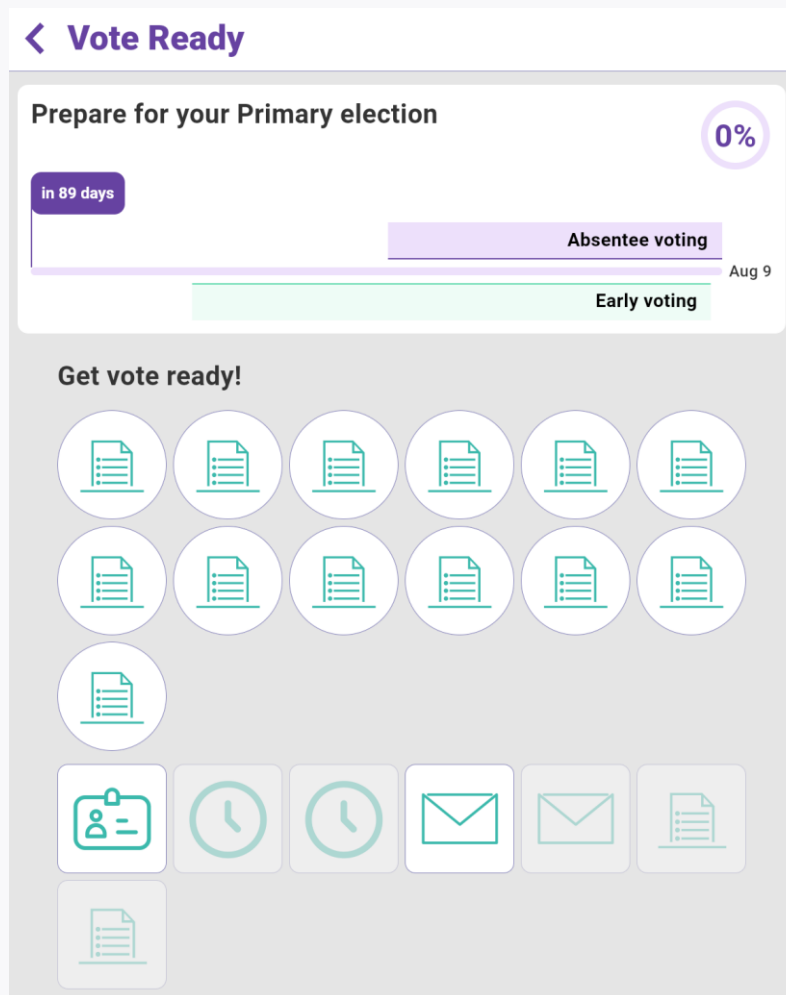 Vote Ready
Prepare for your Primary election
0%
in 89 days
Absentee voting
Aug 9
Early voting
Get vote ready!